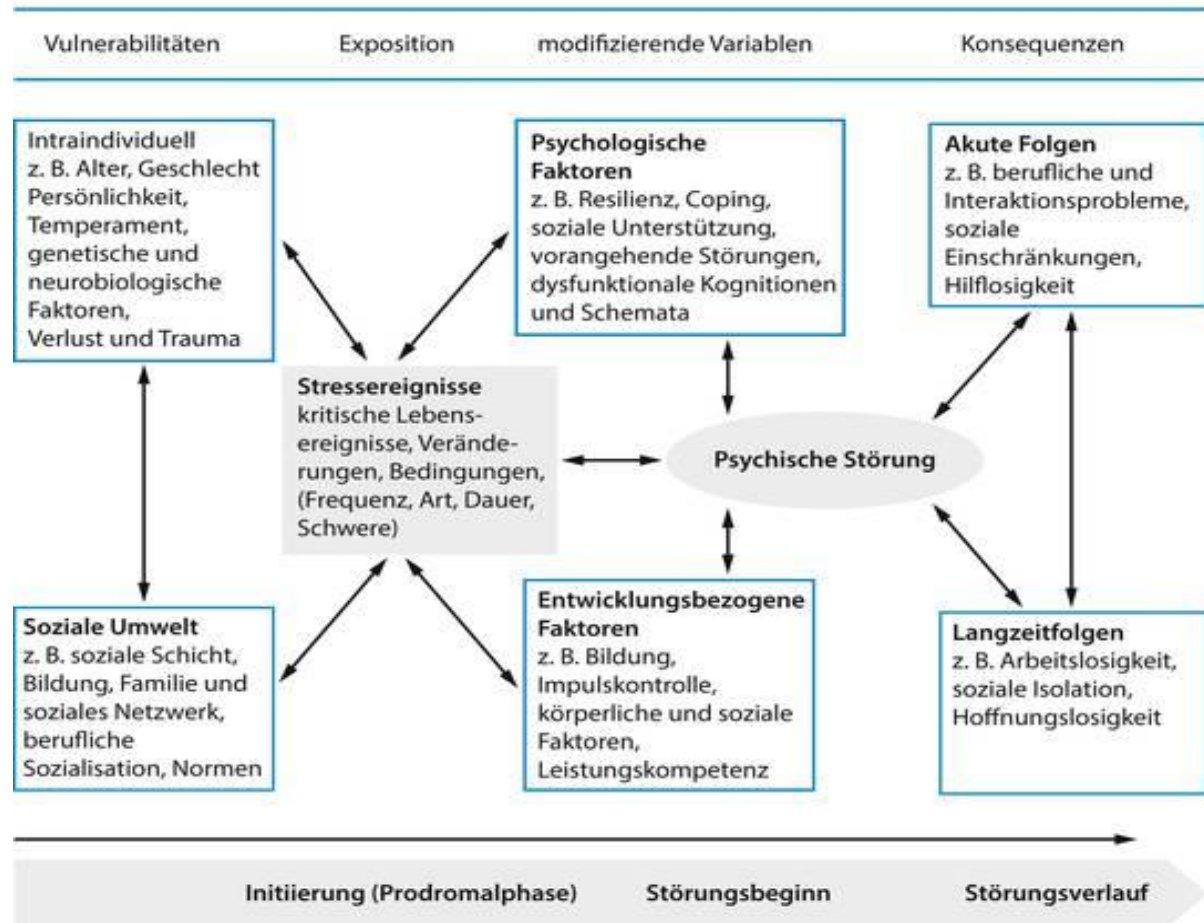 Vulnerabilitäten
Exposition
modifizierende Variablen
Konsequenzen
Intraindividuell
z. B. Alter, Geschlecht
Persönlichkeit,
Temperament,
genetische und
neurobiologische
Faktoren,
Verlust und Trauma
Psychologische
Faktoren
z. B. Resilienz, Coping,
soziale Unterstützung,
vorangehende Störungen,
dysfunktionale Kognitionen
und Schemata
Akute Folgen
z. B. berufliche und
Interaktionsprobleme,
soziale
Einschränkungen,
Hilflosigkeit
Stressereignisse
kritische Lebens-
ereignisse, Verände-
rungen, Bedingungen,
(Frequenz, Art, Dauer,
Schwere)
Psychische Störung
Soziale Umwelt
z. B. soziale Schicht,
Bildung, Familie und
soziales Netzwerk,
berufliche
Sozialisation, Normen
Entwicklungsbezogene
Faktoren
z. B. Bildung,
Impulskontrolle,
körperliche und soziale
Faktoren,
Leistungskompetenz
Langzeitfolgen
z. B. Arbeitslosigkeit,
soziale Isolation,
Hoffnungslosigkeit
Initiierung (Prodromalphase)
Störungsbeginn
Störungsverlauf